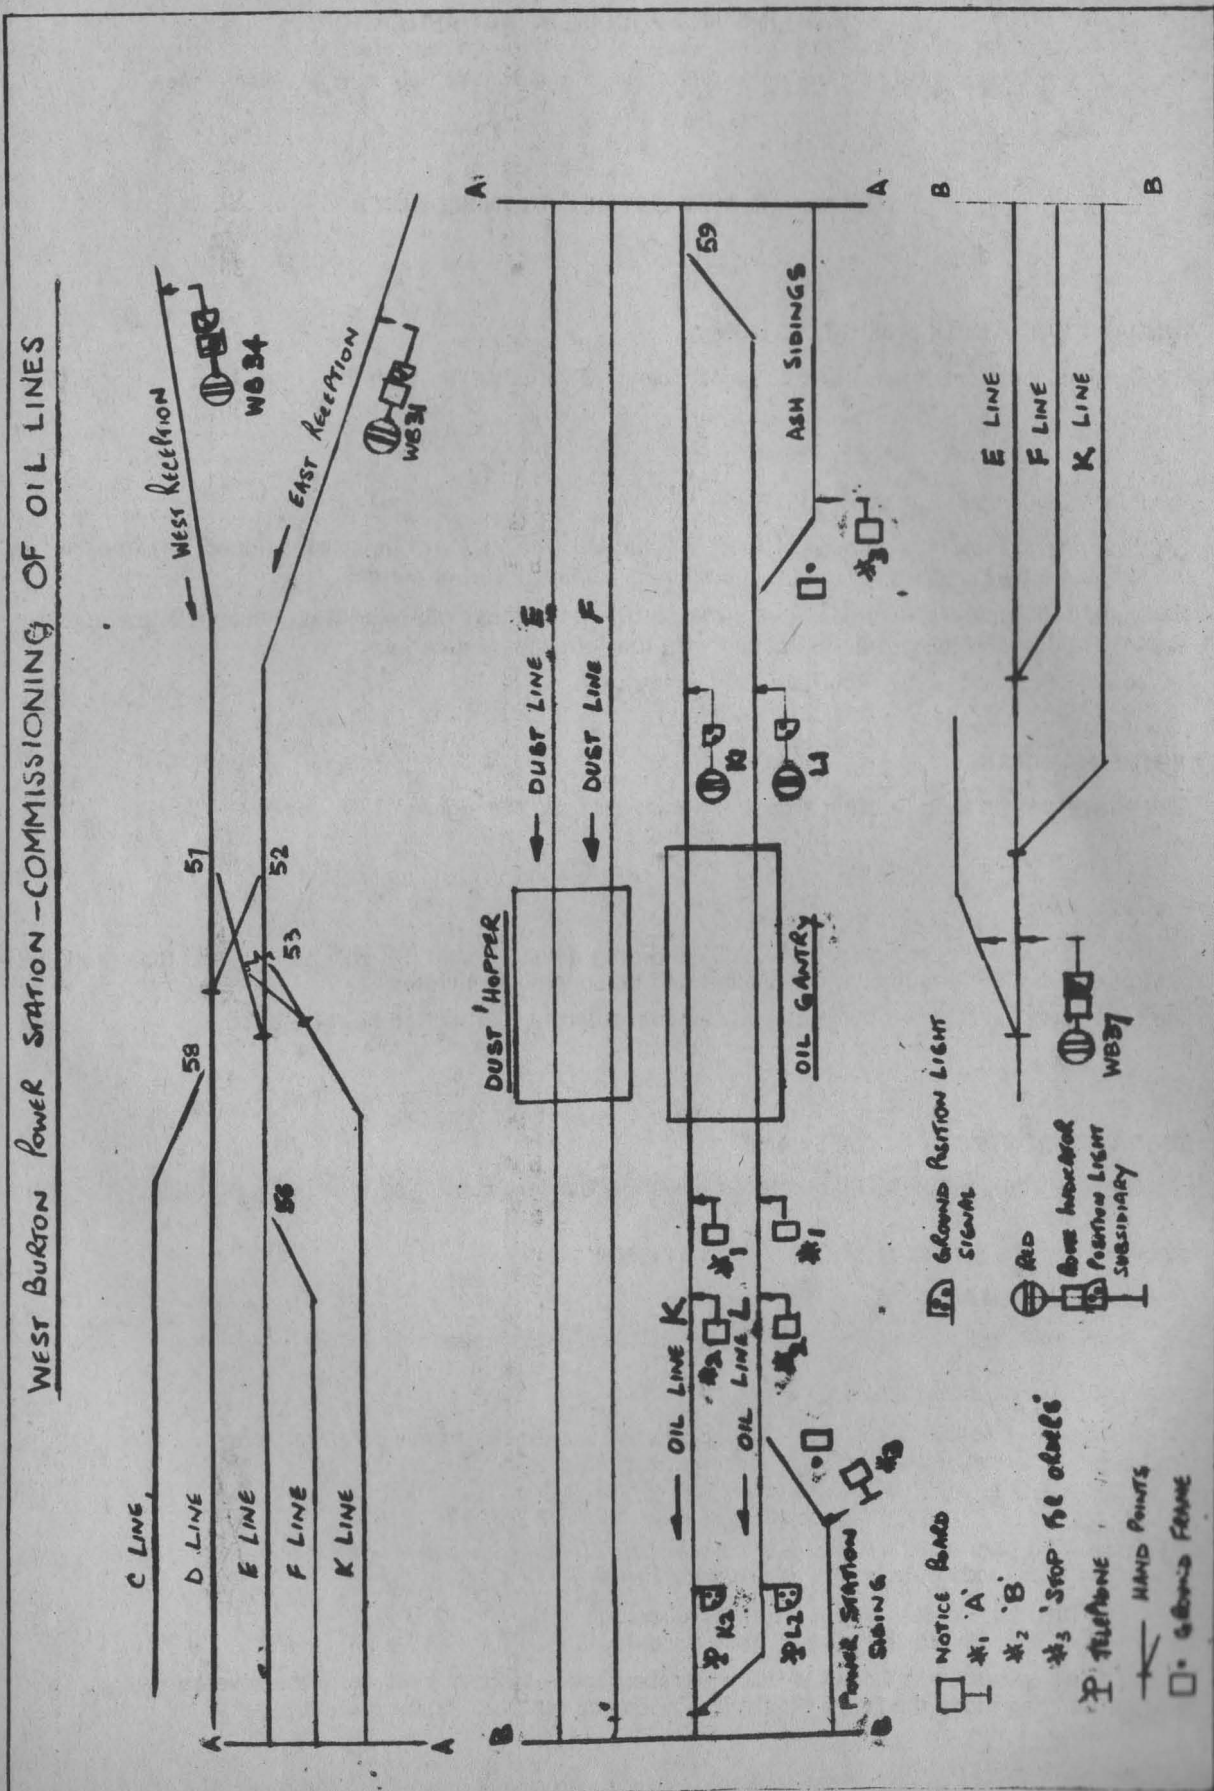 WEST BURTON POWER STATION - COMMISSIONING OF OIL LINES
C LINE
D LINE
E LINE
F LINE
K LINE
A
A
58
51
52
53
56
WEST RECEPTION
EAST RECEPTION
WB 34
WB31
B
B
DUST HOPPER
DUST LINE E
DUST LINE F
A
A
OIL LINE K
OIL LINE L
OIL GANTRY
K2
L2
*1
*1
*2
*2
*3
K1
L1
59
ASH SIDINGS
*3
POWER STATION
SIDING
B
B
E LINE
F LINE
K LINE
WB37
NOTICE BOARD
*1 'A'
*2 'B'
*3 'STOP FOR ORDERS'
TELEPHONE
HAND POINTS
GROUND FRAME
GROUND POSITION LIGHT
SIGNAL
RED
ROUTE INDICATOR
POSITION LIGHT
SUBSIDIARY